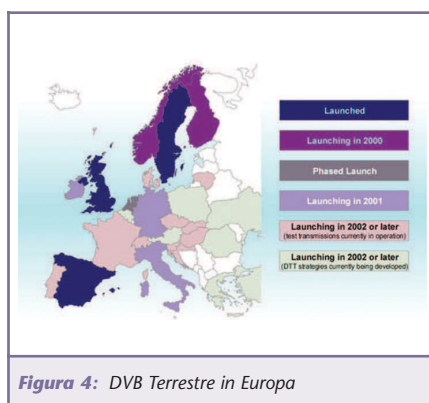 Launched
Launching in 2000
Phased Launch
Launching in 2001
Launching in 2002 or later
(test transmissions currently in operation)
Launching in 2002 or later
(DTT strategies currently being developed)
Figura 4: DVB Terrestre in Europa